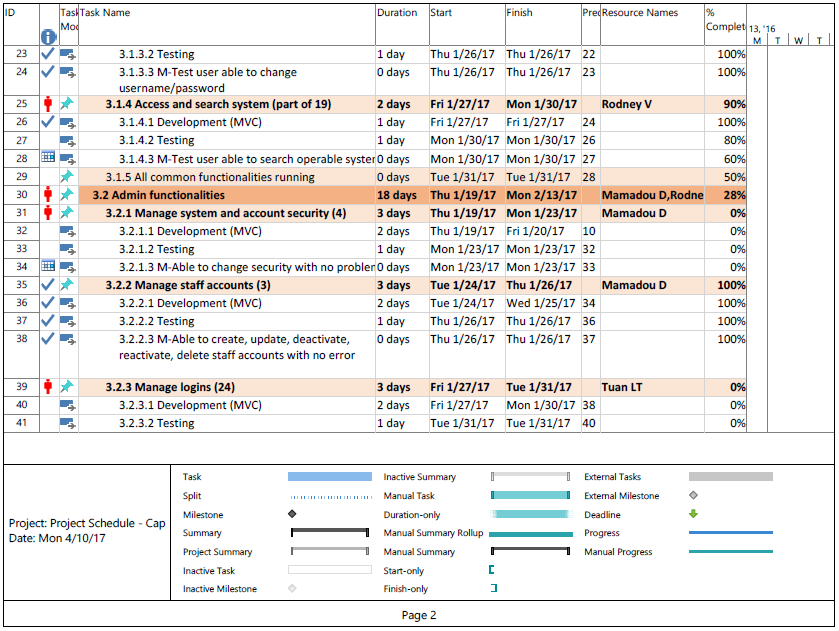 ID Task Mod Task Name Duration Start Finish Pred Resource Names % Complet 13, '16
M T W T
23 3.1.3.2 Testing 1 day Thu 1/26/17 Thu 1/26/17 22 100%
24 3.1.3.3 M-Test user able to change 0 days Thu 1/26/17 Thu 1/26/17 23 100%
username/password
25 3.1.4 Access and search system (part of 19) 2 days Fri 1/27/17 Mon 1/30/17 Rodney V 90%
26 3.1.4.1 Development (MVC) 1 day Fri 1/27/17 Fri 1/27/17 24 100%
27 3.1.4.2 Testing 1 day Mon 1/30/17 Mon 1/30/17 26 80%
28 3.1.4.3 M-Test user able to search operable system 0 days Mon 1/30/17 Mon 1/30/17 27 60%
29 3.1.5 All common functionalities running 0 days Tue 1/31/17 Tue 1/31/17 28 50%
30 3.2 Admin functionalities 18 days Thu 1/19/17 Mon 2/13/17 Mamadou D,Rodne 28%
31 3.2.1 Manage system and account security (4) 3 days Thu 1/19/17 Mon 1/23/17 Mamadou D 0%
32 3.2.1.1 Development (MVC) 2 days Thu 1/19/17 Fri 1/20/17 10 0%
33 3.2.1.2 Testing 1 day Mon 1/23/17 Mon 1/23/17 32 0%
34 3.2.1.3 M-Able to change security with no problem 0 days Mon 1/23/17 Mon 1/23/17 33 0%
35 3.2.2 Manage staff accounts (3) 3 days Tue 1/24/17 Thu 1/26/17 Mamadou D 100%
36 3.2.2.1 Development (MVC) 2 days Tue 1/24/17 Wed 1/25/17 34 100%
37 3.2.2.2 Testing 1 day Thu 1/26/17 Thu 1/26/17 36 100%
38 3.2.2.3 M-Able to create, update, deactivate, 0 days Thu 1/26/17 Thu 1/26/17 37 100%
reactivate, delete staff accounts with no error
39 3.2.3 Manage logins (24) 3 days Fri 1/27/17 Tue 1/31/17 Tuan LT 0%
40 3.2.3.1 Development (MVC) 2 days Fri 1/27/17 Mon 1/30/17 38 0%
41 3.2.3.2 Testing 1 day Tue 1/31/17 Tue 1/31/17 40 0%
Project: Project Schedule - Cap
Date: Mon 4/10/17
Task
Split
Milestone
Summary
Project Summary
Inactive Task
Inactive Milestone
Inactive Summary
Manual Task
Duration-only
Manual Summary Rollup
Manual Summary
Start-only
Finish-only
External Tasks
External Milestone
Deadline
Progress
Manual Progress
Page 2